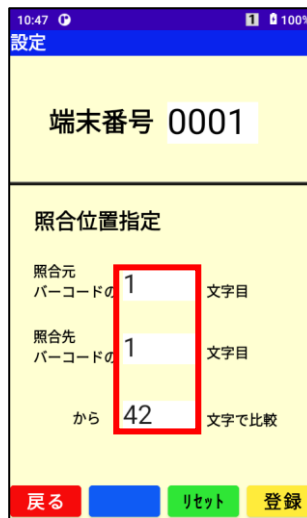 10:47 1 100%
設定
端末番号 0001
照合位置指定
照合元
バーコードの 1 文字目
照合先
バーコードの 1 文字目
から 42 文字で比較
戻る リセット 登録